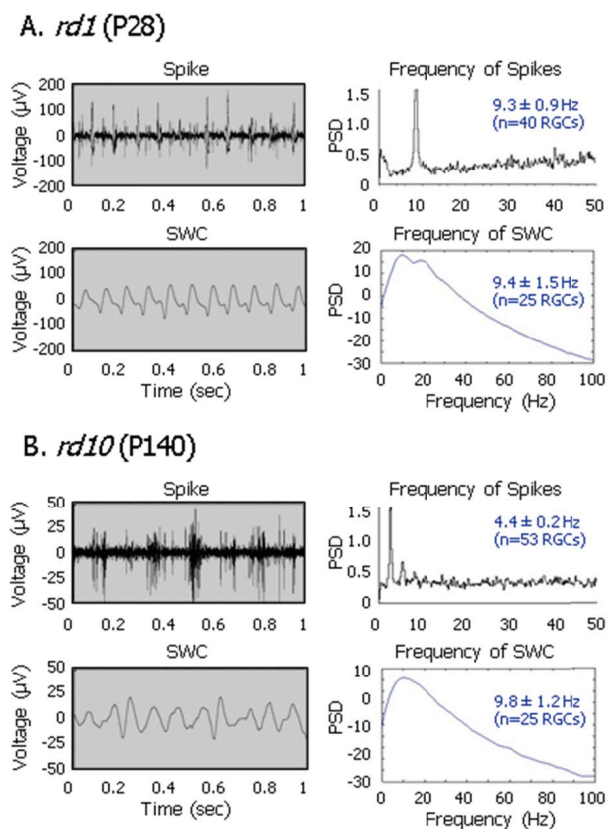 A. rd1 (P28)
Spike
Voltage (µV)
200
100
0
-100
-200
0 0.2 0.4 0.6 0.8 1
Frequency of Spikes
PSD
1.5
1.0
0.5
0
0 10 20 30 40 50
9.3 ± 0.9 Hz
(n=40 RGCs)
SWC
Voltage (µV)
200
100
0
-100
-200
0 0.2 0.4 0.6 0.8 1
Time (sec)
Frequency of SWC
PSD
20
10
0
-10
-20
-30
0 20 40 60 80 100
Frequency (Hz)
9.4 ± 1.5 Hz
(n=25 RGCs)
B. rd10 (P140)
Spike
Voltage (µV)
50
25
0
-25
-50
0 0.2 0.4 0.6 0.8 1
Frequency of Spikes
PSD
1.5
1.0
0.5
0
0 10 20 30 40 50
4.4 ± 0.2 Hz
(n=53 RGCs)
SWC
Voltage (µV)
50
25
0
-25
-50
0 0.2 0.4 0.6 0.8 1
Time (sec)
Frequency of SWC
PSD
10
0
-10
-20
-30
0 20 40 60 80 100
Frequency (Hz)
9.8 ± 1.2 Hz
(n=25 RGCs)